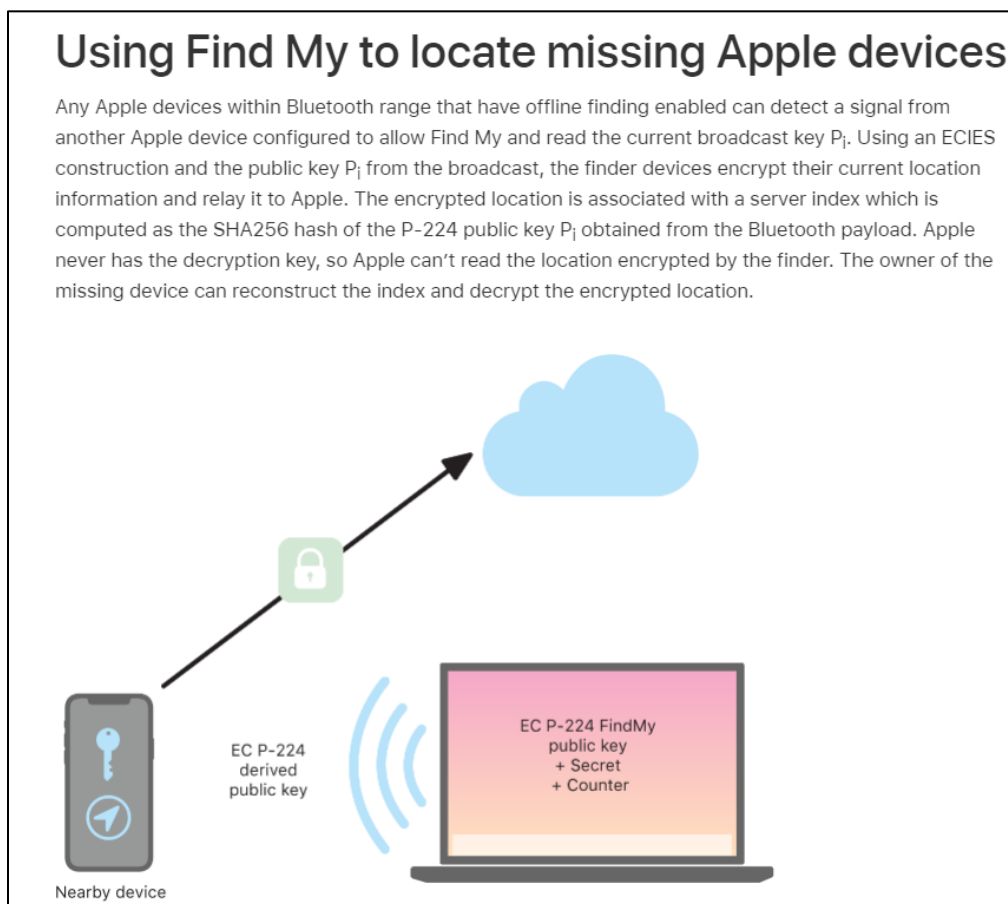 Using Find My to locate missing Apple devices
Any Apple devices within Bluetooth range that have offline finding enabled can detect a signal from
another Apple device configured to allow Find My and read the current broadcast key Pi. Using an ECIES
construction and the public key Pi from the broadcast, the finder devices encrypt their current location
information and relay it to Apple. The encrypted location is associated with a server index which is
computed as the SHA256 hash of the P-224 public key Pi obtained from the Bluetooth payload. Apple
never has the decryption key, so Apple can’t read the location encrypted by the finder. The owner of the
missing device can reconstruct the index and decrypt the encrypted location.
EC P-224
derived
public key
EC P-224 FindMy
public key
+ Secret
+ Counter
Nearby device